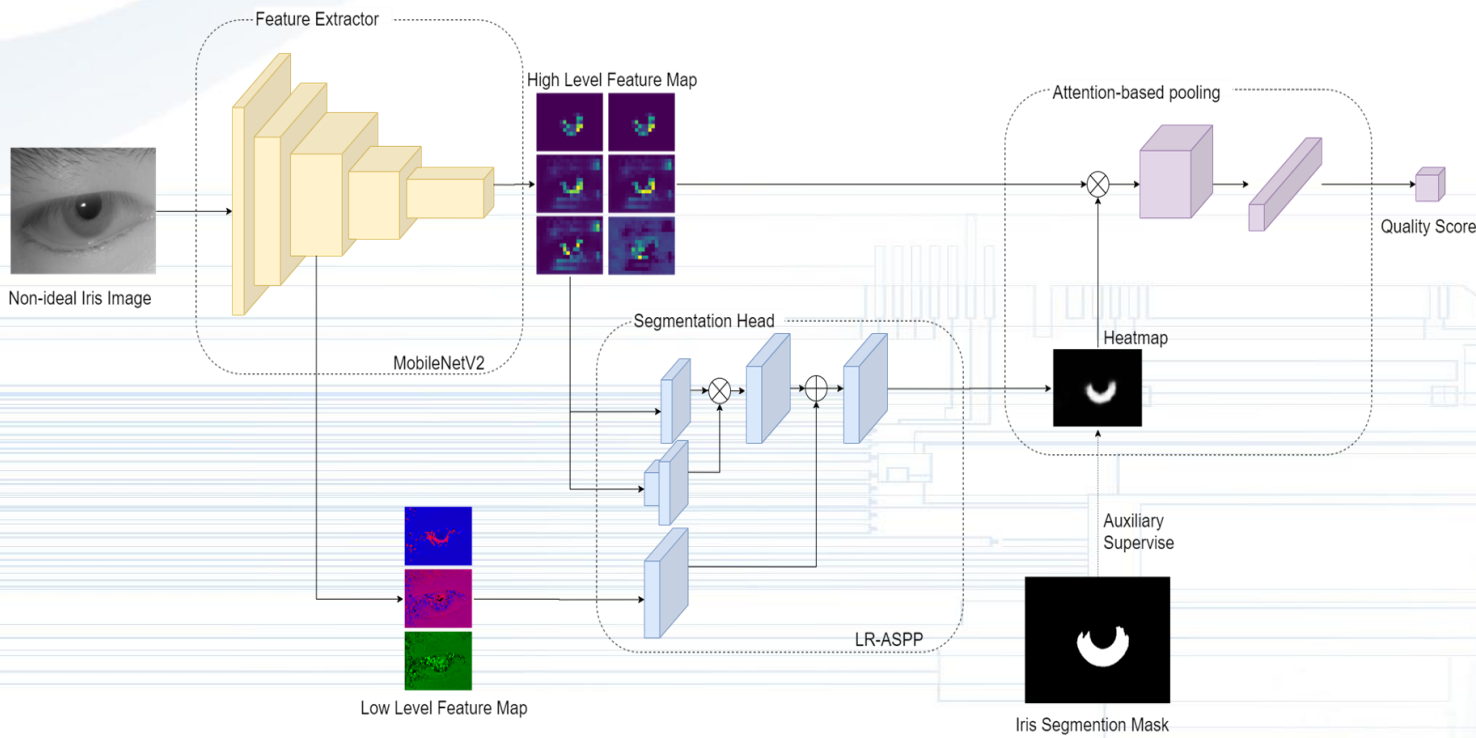 Feature Extractor
High Level Feature Map
Attention-based pooling
Quality Score
Non-ideal Iris Image
Segmentation Head
Heatmap
MobileNetV2
Auxiliary
Supervise
LR-ASPP
Low Level Feature Map
Iris Segmention Mask